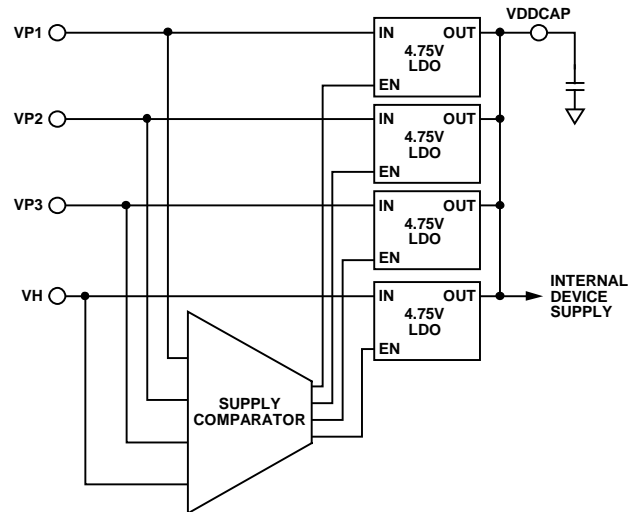 VDDCAP
VP1
IN
OUT
4.75V
LDO
EN
VP2
IN
OUT
4.75V
LDO
EN
VP3
IN
OUT
4.75V
LDO
EN
VH
IN
OUT
4.75V
LDO
EN
INTERNAL
DEVICE
SUPPLY
SUPPLY
COMPARATOR